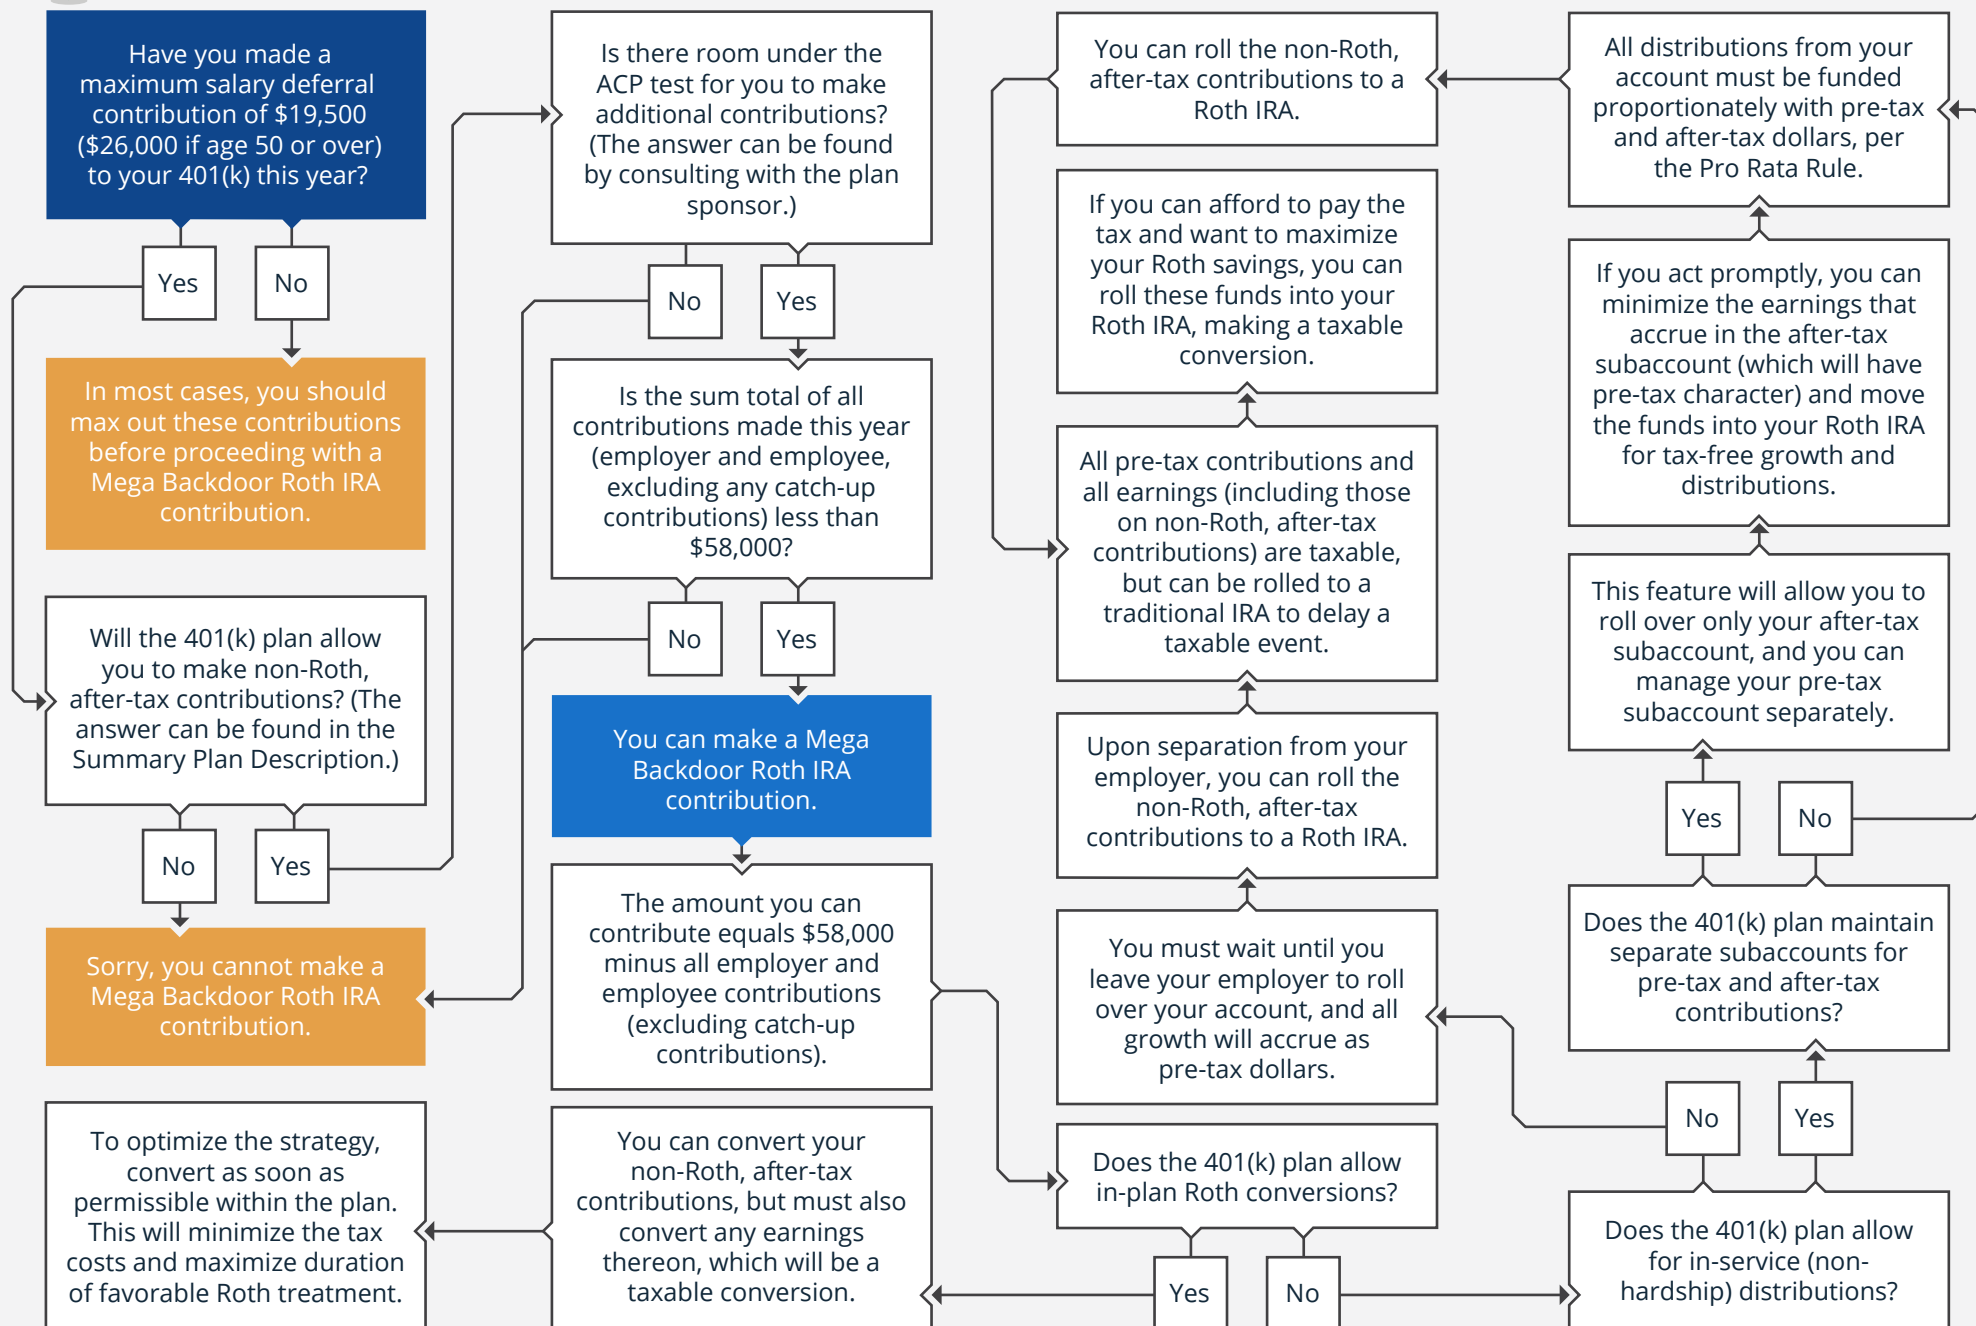 Have you made a
maximum salary deferral
contribution of $19,500
($26,000 if age 50 or over)
to your 401(k) this year?
Yes
No
In most cases, you should
max out these contributions
before proceeding with a
Mega Backdoor Roth IRA
contribution.
Will the 401(k) plan allow
you to make non-Roth,
after-tax contributions? (The
answer can be found in the
Summary Plan Description.)
No
Yes
Sorry, you cannot make a
Mega Backdoor Roth IRA
contribution.
Is there room under the
ACP test for you to make
additional contributions?
(The answer can be found
by consulting with the plan
sponsor.)
No
Yes
Is the sum total of all
contributions made this year
(employer and employee,
excluding any catch-up
contributions) less than
$58,000?
No
Yes
You can make a Mega
Backdoor Roth IRA
contribution.
The amount you can
contribute equals $58,000
minus all employer and
employee contributions
(excluding catch-up
contributions).
Does the 401(k) plan allow
in-plan Roth conversions?
Yes
No
You can convert your
non-Roth, after-tax
contributions, but must also
convert any earnings
thereon, which will be a
taxable conversion.
To optimize the strategy,
convert as soon as
permissible within the plan.
This will minimize the tax
costs and maximize duration
of favorable Roth treatment.
Does the 401(k) plan allow
for in-service (non-
hardship) distributions?
No
Yes
You must wait until you
leave your employer to roll
over your account, and all
growth will accrue as
pre-tax dollars.
Upon separation from your
employer, you can roll the
non-Roth, after-tax
contributions to a Roth IRA.
Does the 401(k) plan maintain
separate subaccounts for
pre-tax and after-tax
contributions?
Yes
No
This feature will allow you to
roll over only your after-tax
subaccount, and you can
manage your pre-tax
subaccount separately.
If you act promptly, you can
minimize the earnings that
accrue in the after-tax
subaccount (which will have
pre-tax character) and move
the funds into your Roth IRA
for tax-free growth and
distributions.
All distributions from your
account must be funded
proportionately with pre-tax
and after-tax dollars, per
the Pro Rata Rule.
You can roll the non-Roth,
after-tax contributions to a
Roth IRA.
All pre-tax contributions and
all earnings (including those
on non-Roth, after-tax
contributions) are taxable,
but can be rolled to a
traditional IRA to delay a
taxable event.
If you can afford to pay the
tax and want to maximize
your Roth savings, you can
roll these funds into your
Roth IRA, making a taxable
conversion.